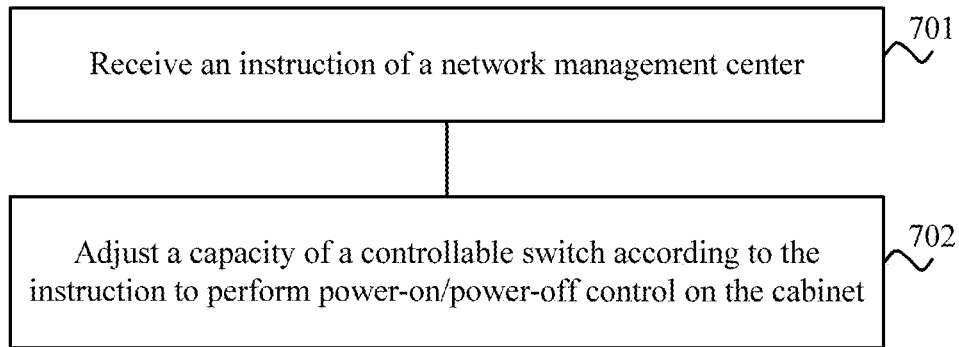 701
Receive an instruction of a network management center
702
Adjust a capacity of a controllable switch according to the
instruction to perform power-on/power-off control on the cabinet